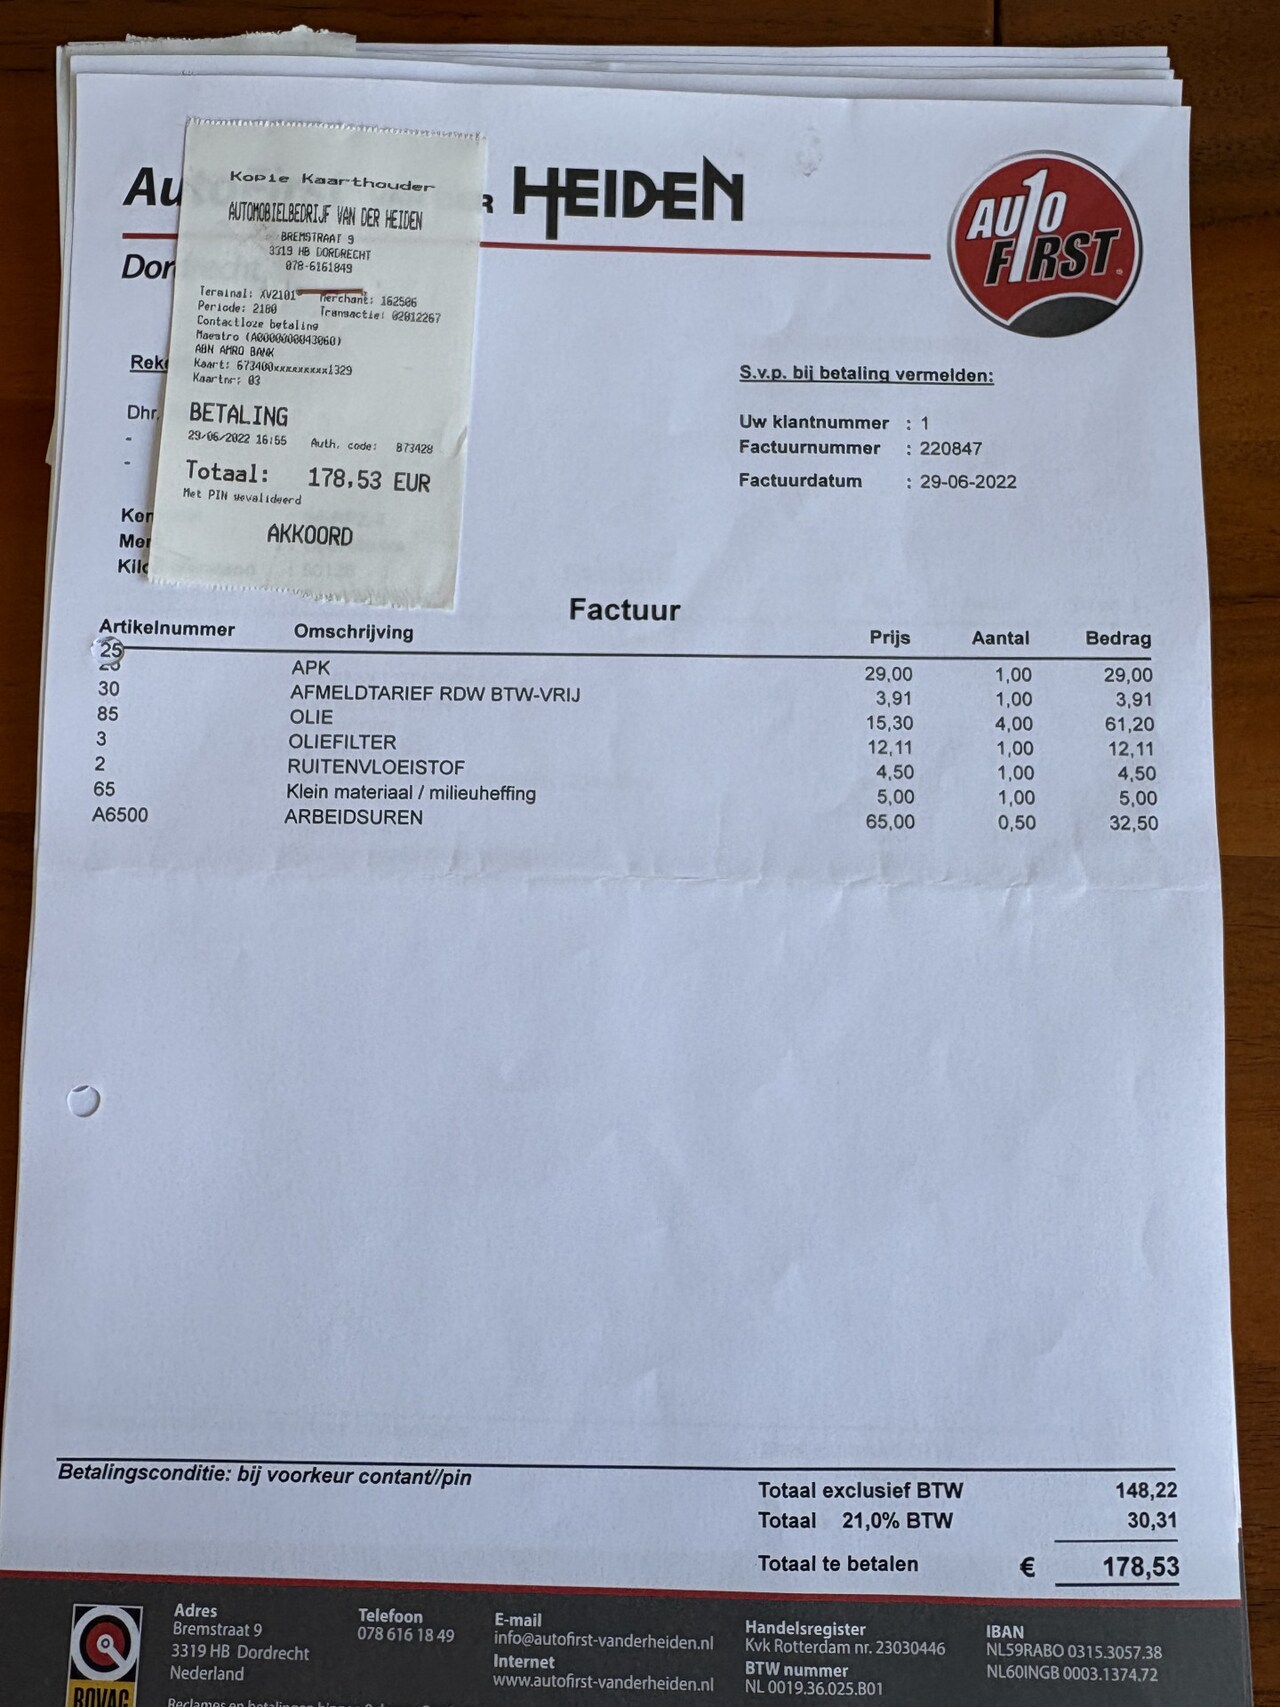 Au
R HEIDEN
Dor
AUTO
FIRST
Kopie Kaarthouder
AUTOMOBIELBEDRIJF VAN DER HEIDEN
BREMSTRAAT 9
3319 HB DORDRECHT
078-6161849
Terminal: XV2101 Merchant: 162506
Periode: 2180 Transactie: 02012267
Contactloze betaling
Maestro (A0000000043060)
ABN AMRO BANK
Kaart: 673400xxxxxxxxx1329
Kaartnr: 03
BETALING
29/06/2022 16:55 Auth. code: 873428
Totaal: 178,53 EUR
Met PIN gevalideerd
AKKOORD
Reke
Dhr.
-
-
Ken
Mer
Kilo
S.v.p. bij betaling vermelden:
Uw klantnummer : 1
Factuurnummer : 220847
Factuurdatum : 29-06-2022
Factuur
Artikelnummer Omschrijving Prijs Aantal Bedrag
25
APK 29,00 1,00 29,00
30 AFMELDTARIEF RDW BTW-VRIJ 3,91 1,00 3,91
85 OLIE 15,30 4,00 61,20
3 OLIEFILTER 12,11 1,00 12,11
2 RUITENVLOEISTOF 4,50 1,00 4,50
65 Klein materiaal / milieuheffing 5,00 1,00 5,00
A6500 ARBEIDSUREN 65,00 0,50 32,50
Betalingsconditie: bij voorkeur contant//pin
Totaal exclusief BTW 148,22
Totaal 21,0% BTW 30,31
Totaal te betalen € 178,53
BOVAG
Adres
Bremstraat 9
3319 HB Dordrecht
Nederland
Telefoon
078 616 18 49
E-mail
info@autofirst-vanderheiden.nl
Internet
www.autofirst-vanderheiden.nl
Handelsregister
Kvk Rotterdam nr. 23030446
BTW nummer
NL 0019.36.025.B01
IBAN
NL59RABO 0315.3057.38
NL60INGB 0003.1374.72
Reclames en betalingen binnen